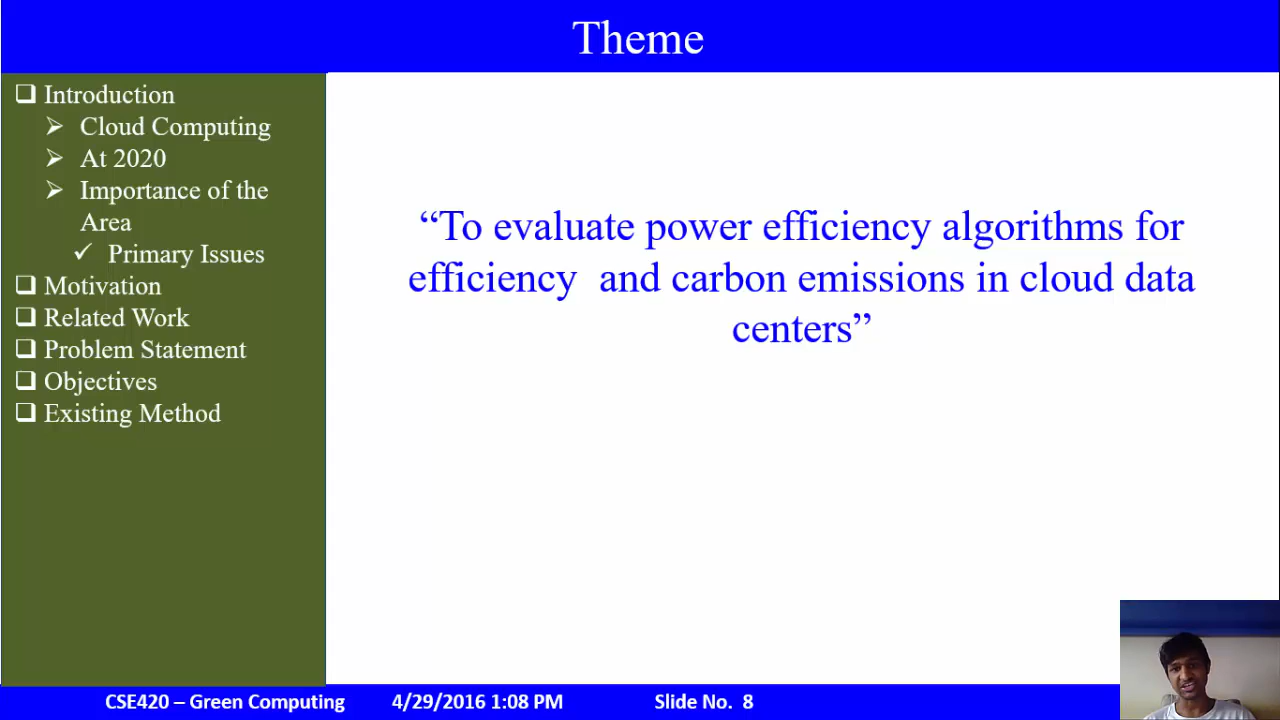 Theme
Introduction
Cloud Computing
At 2020
Importance of the
Area
Primary Issues
Motivation
Related Work
Problem Statement
Objectives
Existing Method
“To evaluate power efficiency algorithms for
efficiency and carbon emissions in cloud data
centers”
CSE420 – Green Computing 4/29/2016 1:08 PM Slide No. 8